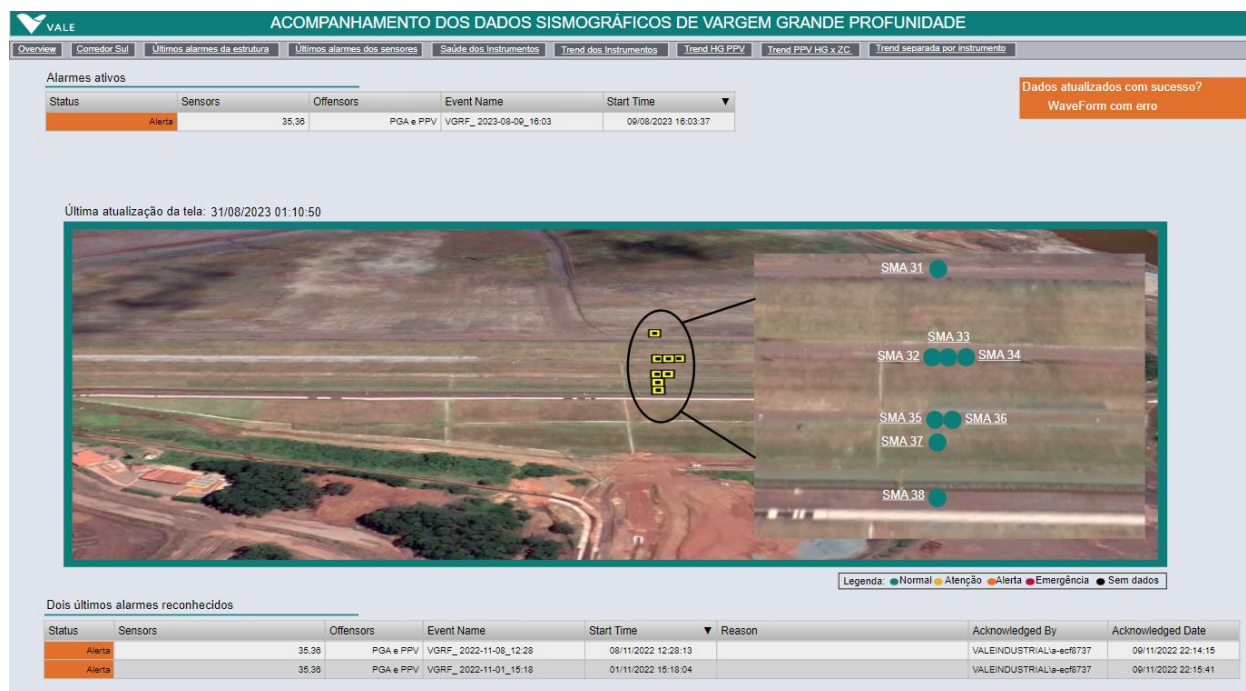 VALE
ACOMPANHAMENTO DOS DADOS SISMOGRÁFICOS DE VARGEM GRANDE PROFUNIDADE
Overview Corredor Sul Últimos alarmes da estrutura Últimos alarmes dos sensores Saúde dos Instrumentos Trend dos Instrumentos Trend HG PPV Trend PPV HG x ZC Trend separada por instrumento
Alarmes ativos
Dados atualizados com sucesso?
WaveForm com erro
Status Sensors Offensors Event Name Start Time ▼
Alerta 35,36 PGA e PPV VGRF_ 2023-08-09_16:03 09/08/2023 16:03:37
Última atualização da tela: 31/08/2023 01:10:50
SMA 31
SMA 33
SMA 32 SMA 34
SMA 35 SMA 36
SMA 37
SMA 38
Legenda: Normal Atenção Alerta Emergência Sem dados
Dois últimos alarmes reconhecidos
Status Sensors Offensors Event Name Start Time ▼ Reason Acknowledged By Acknowledged Date
Alerta 35,36 PGA e PPV VGRF_ 2022-11-08_12:28 08/11/2022 12:28:13 VALEINDUSTRIAL\a-ecf8737 09/11/2022 22:14:15
Alerta 35,36 PGA e PPV VGRF_ 2022-11-01_15:18 01/11/2022 15:18:04 VALEINDUSTRIAL\a-ecf8737 09/11/2022 22:15:41